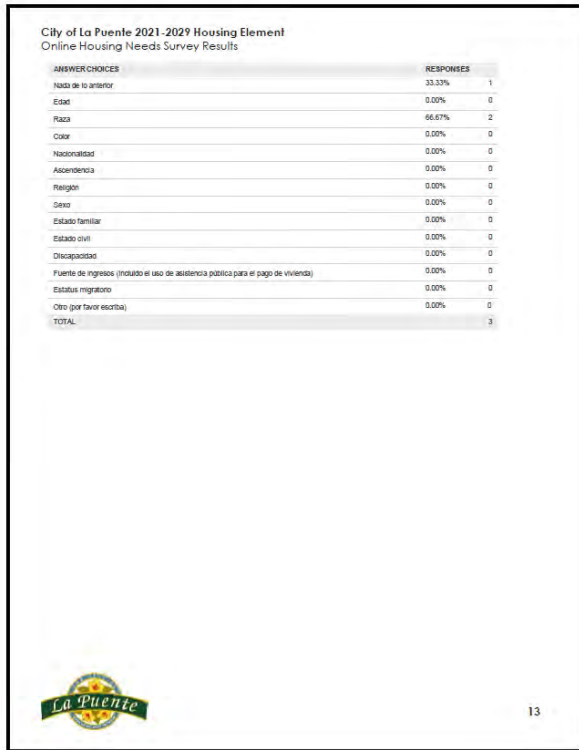 City of La Puente 2021-2029 Housing Element
Online Housing Needs Survey Results
ANSWER CHOICES RESPONSES
Nada de lo anterior 33.33% 1
Edad 0.00% 0
Raza 66.67% 2
Color 0.00% 0
Nacionalidad 0.00% 0
Ascendencia 0.00% 0
Religión 0.00% 0
Sexo 0.00% 0
Estado familiar 0.00% 0
Estado civil 0.00% 0
Discapacidad 0.00% 0
Fuente de ingresos (incluido el uso de asistencia pública para el pago de vivienda) 0.00% 0
Estatus migratorio 0.00% 0
Otro (por favor escriba) 0.00% 0
TOTAL 3
La Puente
13